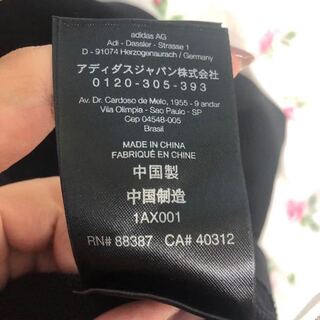 adidas AG
Adi - Dassler - Strasse 1
D - 91074 Herzogenaurach / Germany
アディダスジャパン株式会社
0120-305-393
Av. Dr. Cardoso de Melo, 1955 - 9 andar
Vila Olimpia - Sao Paulo - SP
Cep 04548-005
Brasil
MADE IN CHINA
FABRIQUÉ EN CHINE
中国製
中国制造
1AX001
RN# 88387 CA# 40312